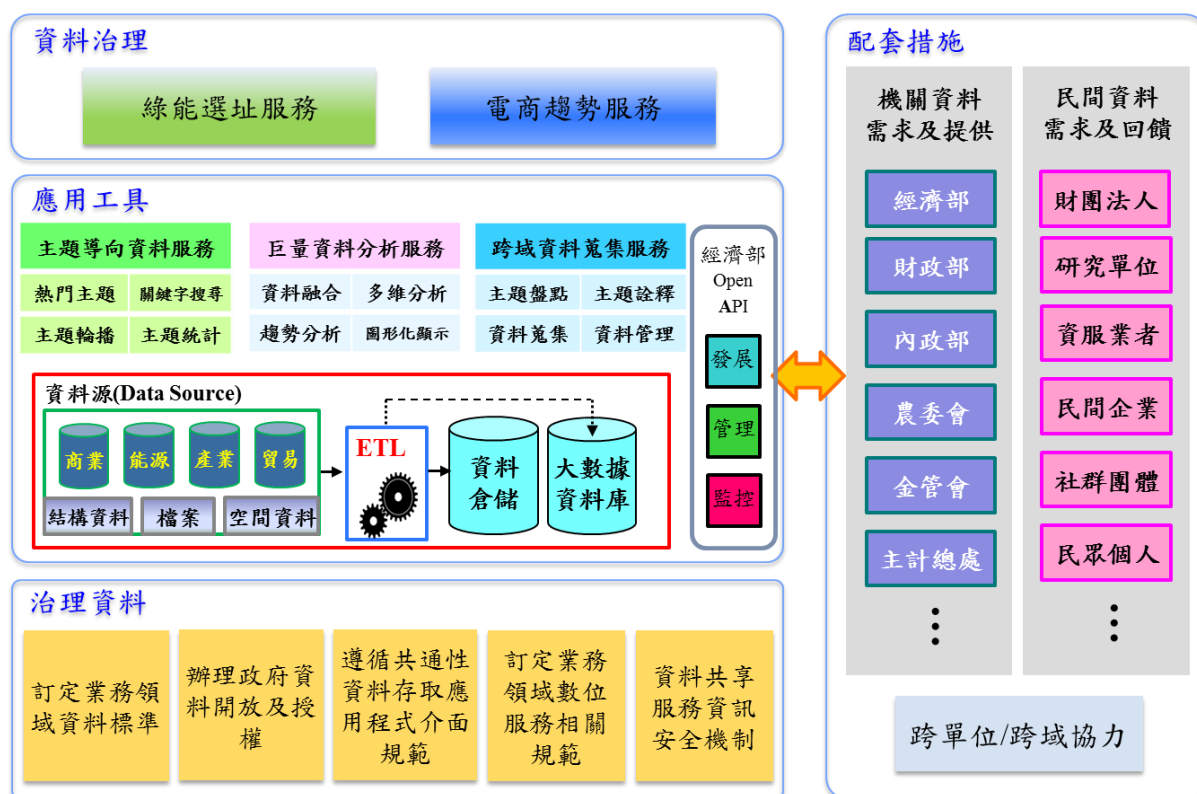 資料治理
綠能選址服務
電商趨勢服務
應用工具
主題導向資料服務
熱門主題
關鍵字搜尋
主題輪播
主題統計
巨量資料分析服務
資料融合
多維分析
趨勢分析
圖形化顯示
跨域資料蒐集服務
主題盤點
主題詮釋
資料蒐集
資料管理
資料源(Data Source)
商業
能源
產業
貿易
結構資料
檔案
空間資料
ETL
資料
倉儲
大數據
資料庫
經濟部
Open
API
發展
管理
監控
治理資料
訂定業務領
域資料標準
辦理政府資
料開放及授
權
遵循共通性
資料存取應
用程式介面
規範
訂定業務
領域數位
服務相關
規範
資料共享
服務資訊
安全機制
配套措施
機關資料
需求及提供
經濟部
財政部
內政部
農委會
金管會
主計總處
民間資料
需求及回饋
財團法人
研究單位
資服業者
民間企業
社群團體
民眾個人
跨單位/跨域協力